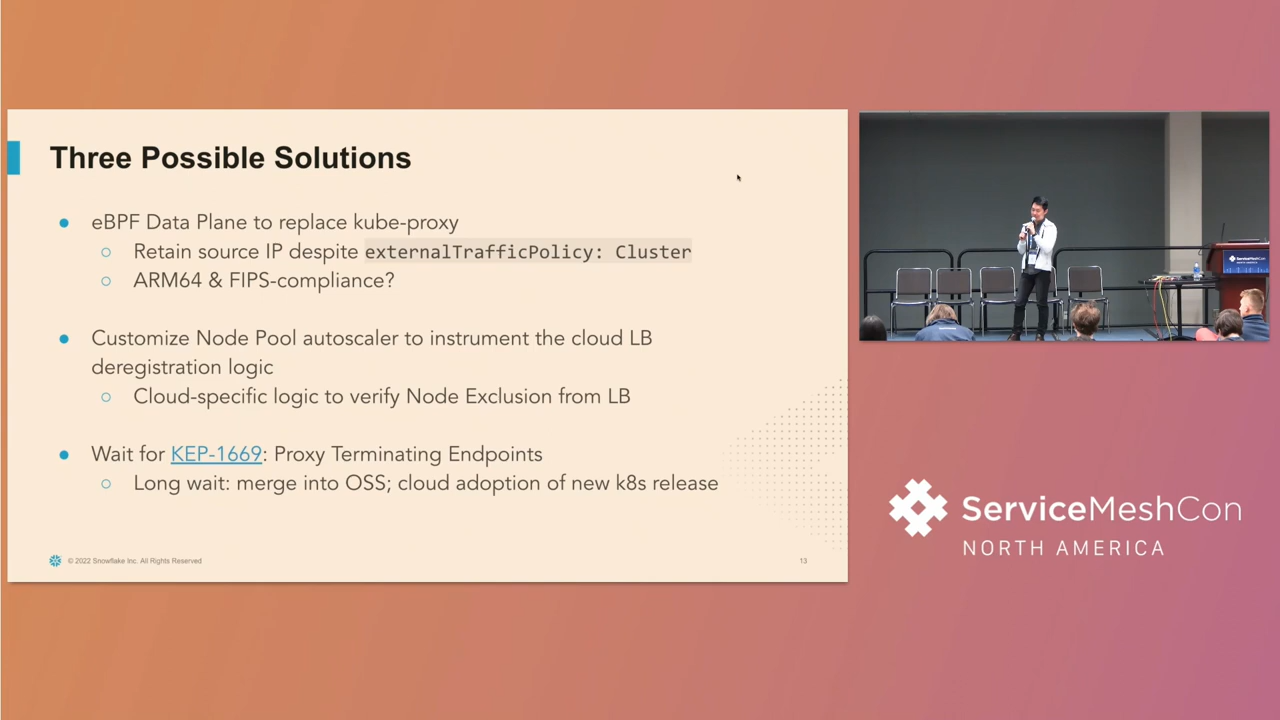 Three Possible Solutions
● eBPF Data Plane to replace kube-proxy
○ Retain source IP despite externalTrafficPolicy: Cluster
○ ARM64 & FIPS-compliance?
● Customize Node Pool autoscaler to instrument the cloud LB
deregistration logic
○ Cloud-specific logic to verify Node Exclusion from LB
● Wait for KEP-1669: Proxy Terminating Endpoints
○ Long wait: merge into OSS; cloud adoption of new k8s release
© 2022 Snowflake Inc. All Rights Reserved
13
ServiceMeshCon
ServiceMeshCon
NORTH AMERICA